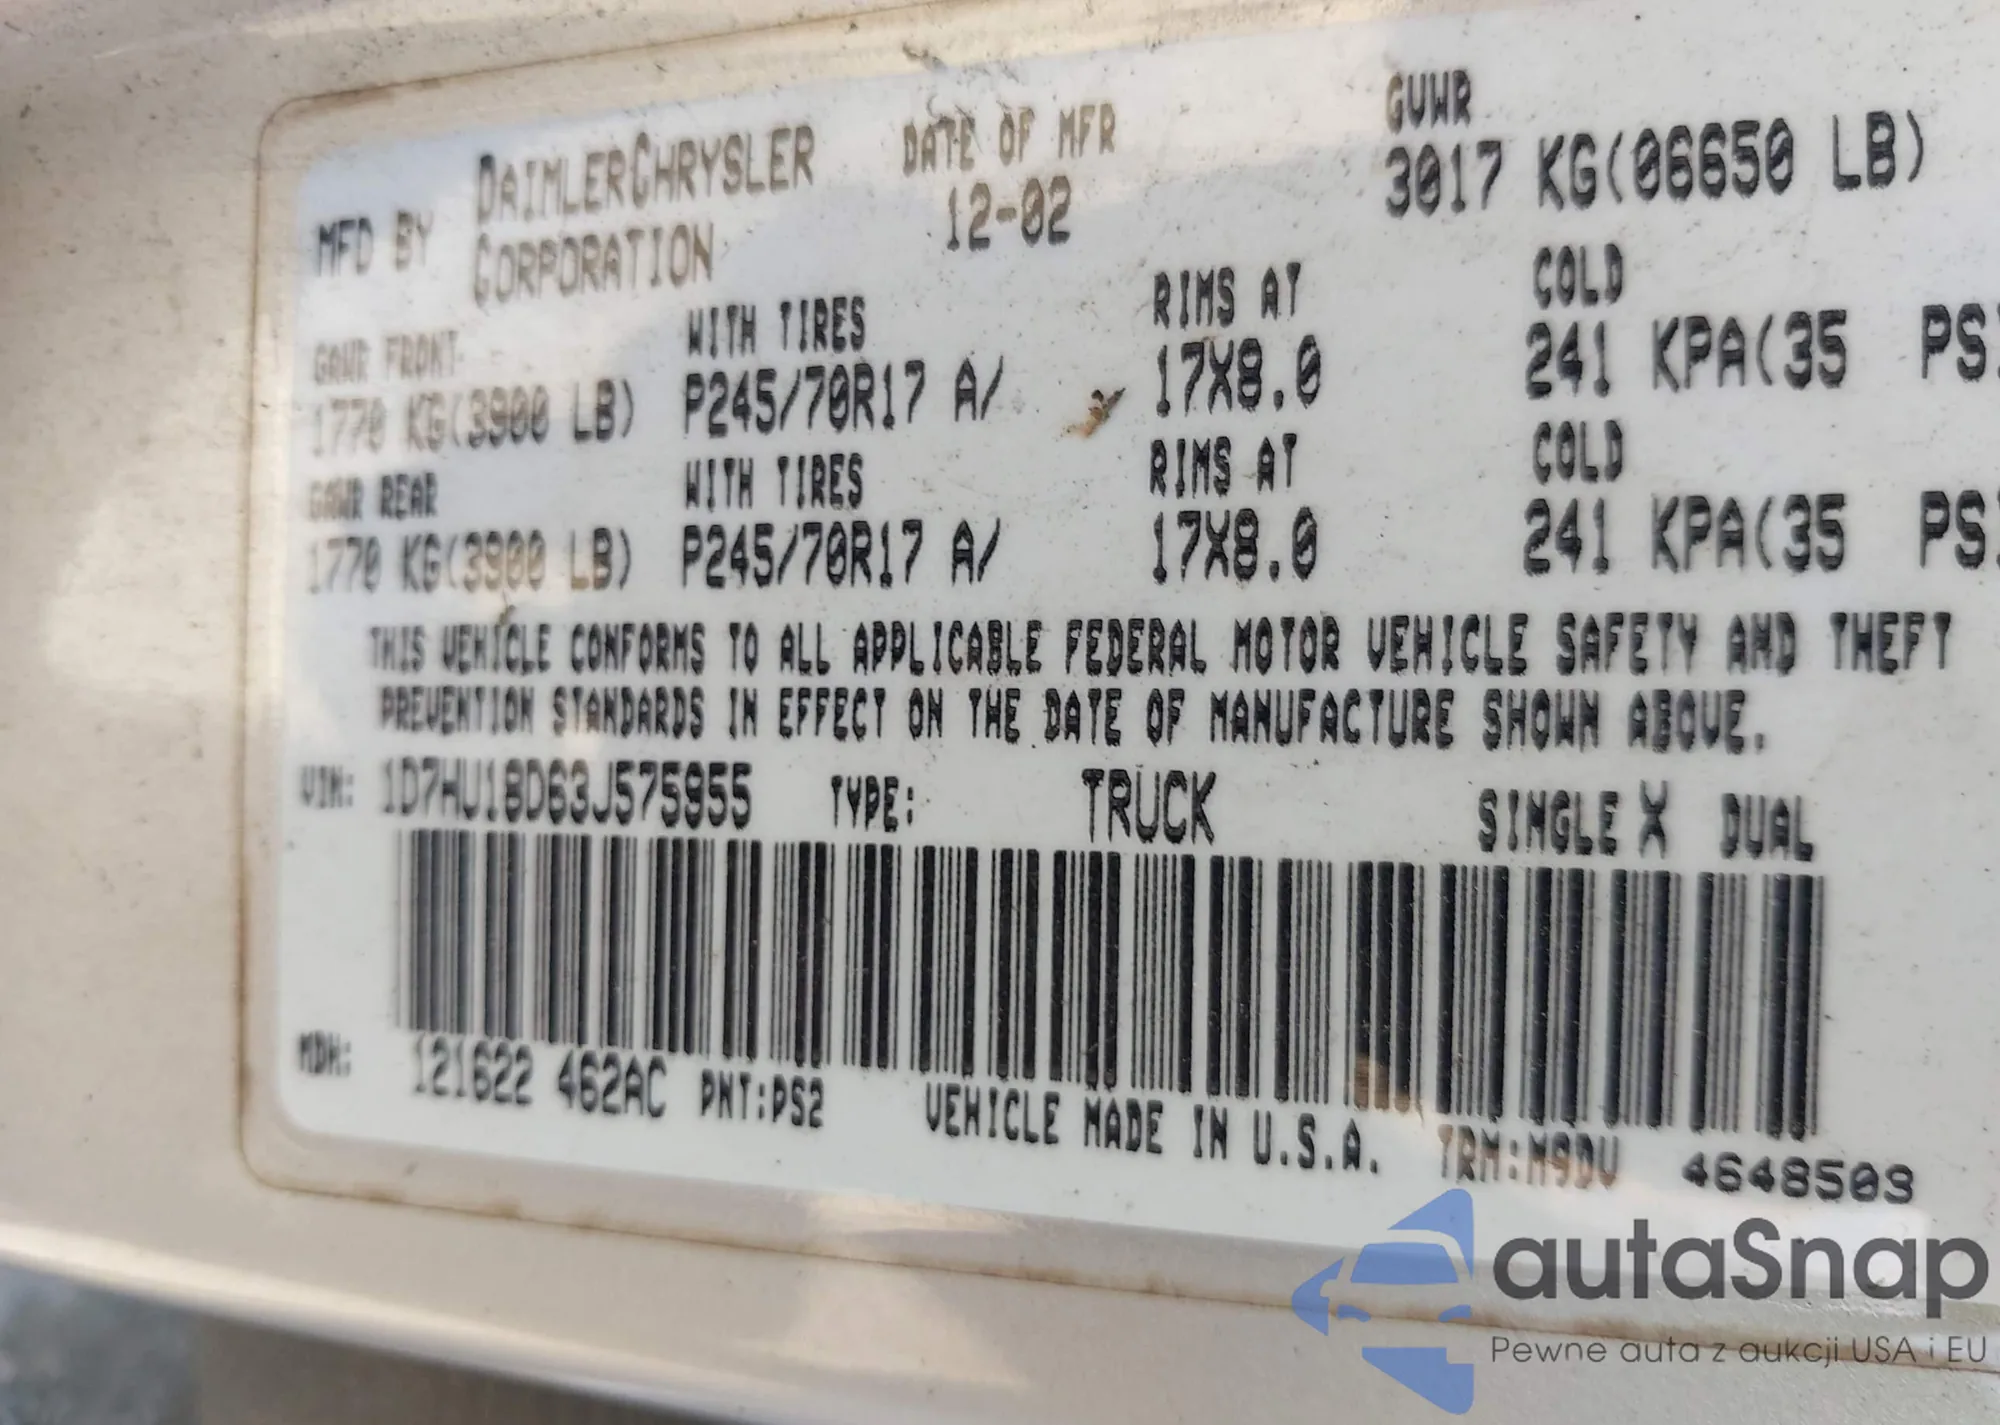 MFD BY DAIMLERCHRYSLER CORPORATION DATE OF MFR 12-02 GVWR 3017 KG(06650 LB)
GAWR FRONT WITH TIRES RIMS AT COLD
1770 KG(3900 LB) P245/70R17 A/ 17X8.0 241 KPA(35 PSI
GAWR REAR WITH TIRES RIMS AT COLD
1770 KG(3900 LB) P245/70R17 A/ 17X8.0 241 KPA(35 PSI
THIS VEHICLE CONFORMS TO ALL APPLICABLE FEDERAL MOTOR VEHICLE SAFETY AND THEFT
PREVENTION STANDARDS IN EFFECT ON THE DATE OF MANUFACTURE SHOWN ABOVE.
VIN: 1D7HU18D63J575955 TYPE: TRUCK SINGLE X DUAL
MDH: 121622 462AC PNT:PS2 VEHICLE MADE IN U.S.A. TRM:M9DV 4648503
autaSnap
Pewne auta z aukcji USA i EU